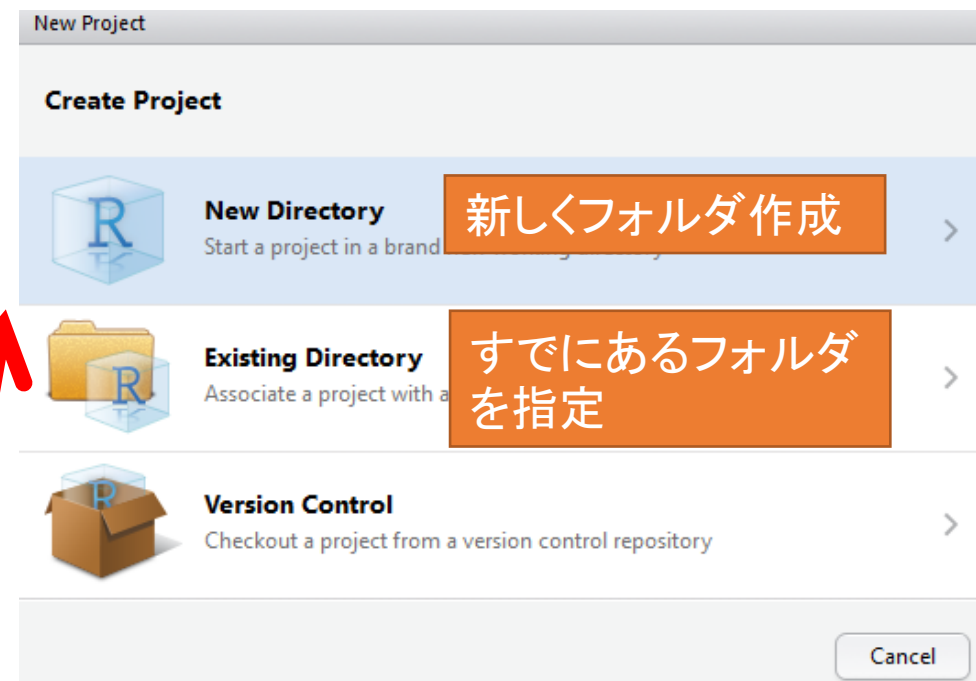 New Project
Create Project
New Directory
新しくフォルダ作成
Start a project in a brand
Existing Directory
すでにあるフォルダ
を指定
Associate a project with a
Version Control
Checkout a project from a version control repository
Cancel